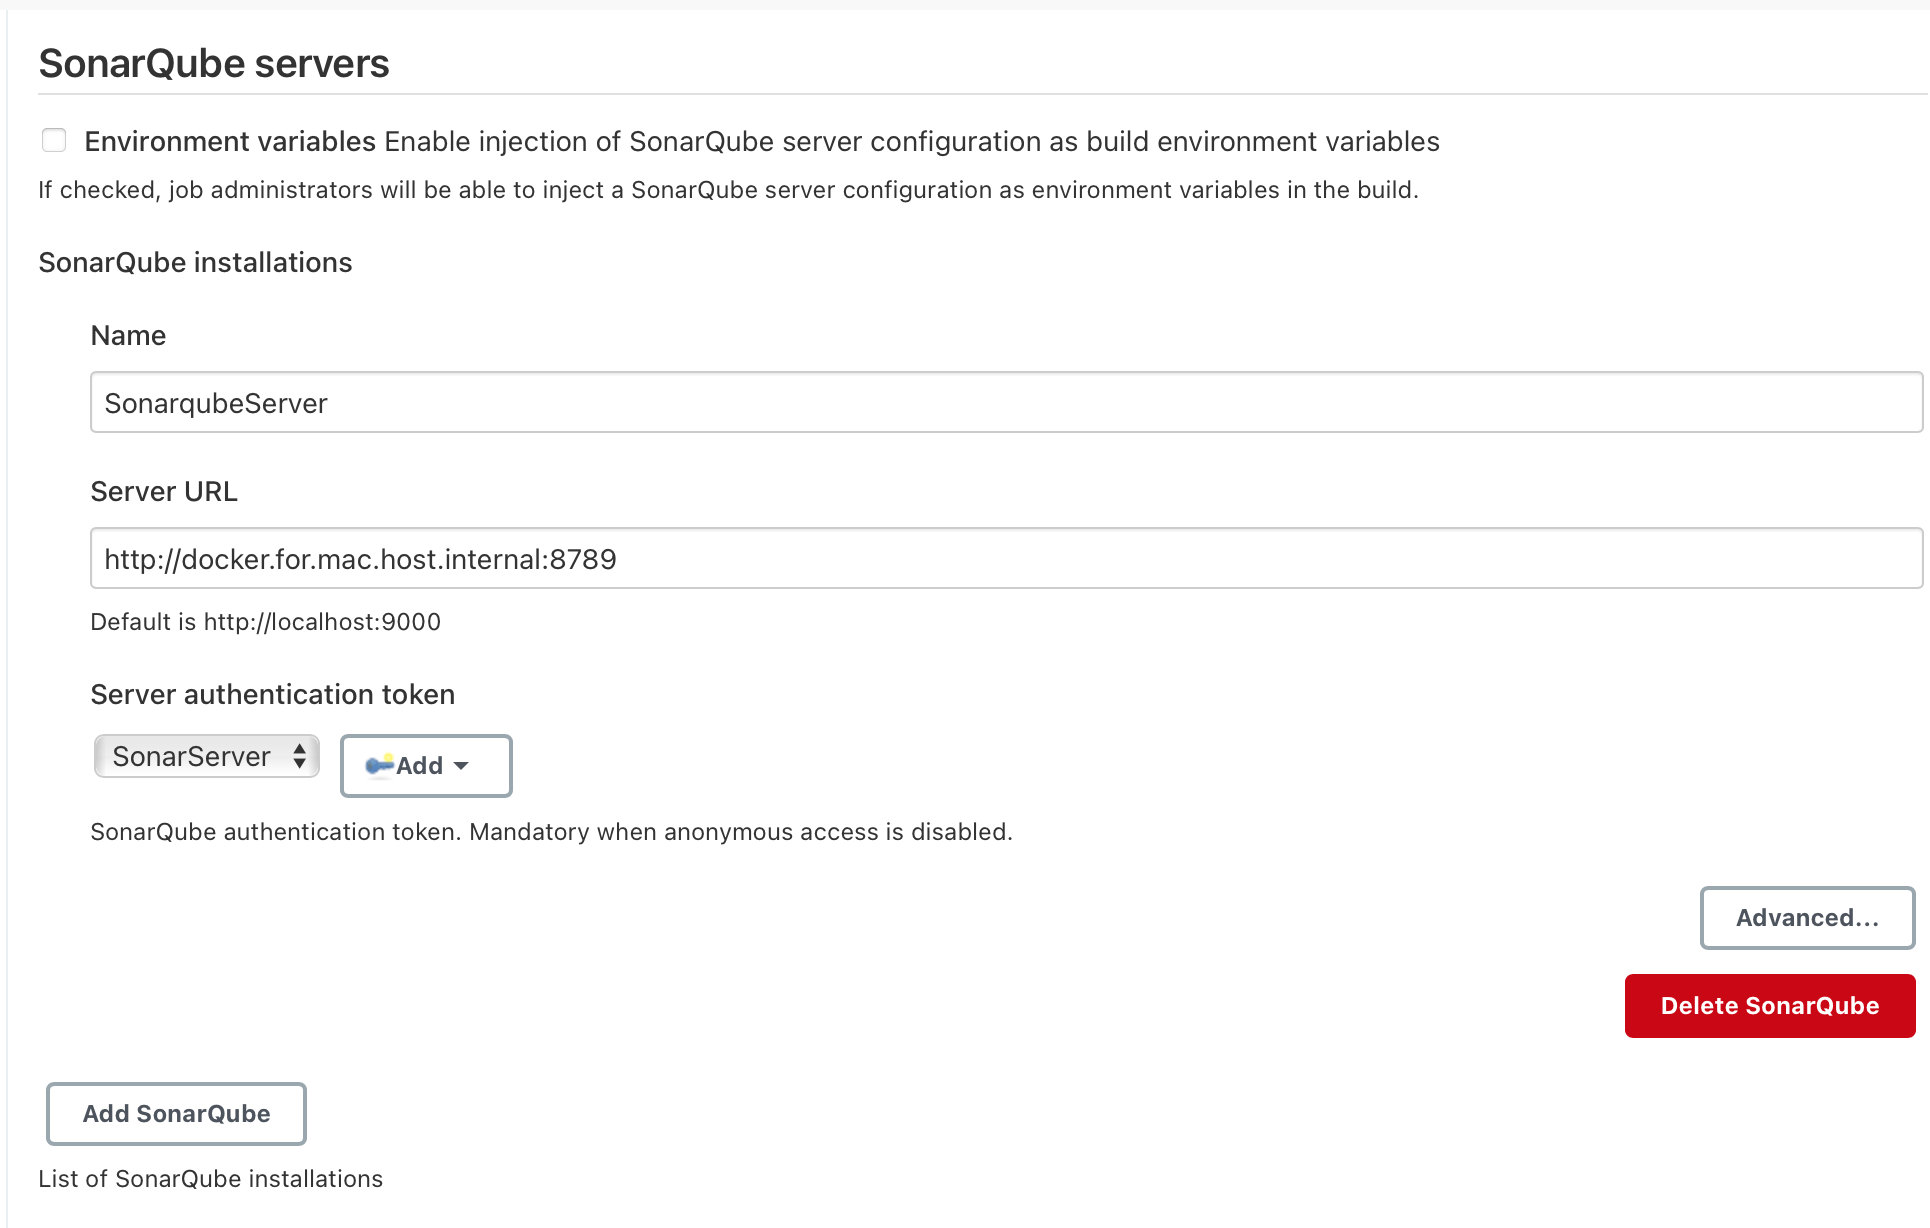 SonarQube servers
Environment variables Enable injection of SonarQube server configuration as build environment variables
If checked, job administrators will be able to inject a SonarQube server configuration as environment variables in the build.
SonarQube installations
Name
SonarqubeServer
Server URL
http://docker.for.mac.host.internal:8789
Default is http://localhost:9000
Server authentication token
SonarServer
Add
SonarQube authentication token. Mandatory when anonymous access is disabled.
Advanced...
Delete SonarQube
Add SonarQube
List of SonarQube installations